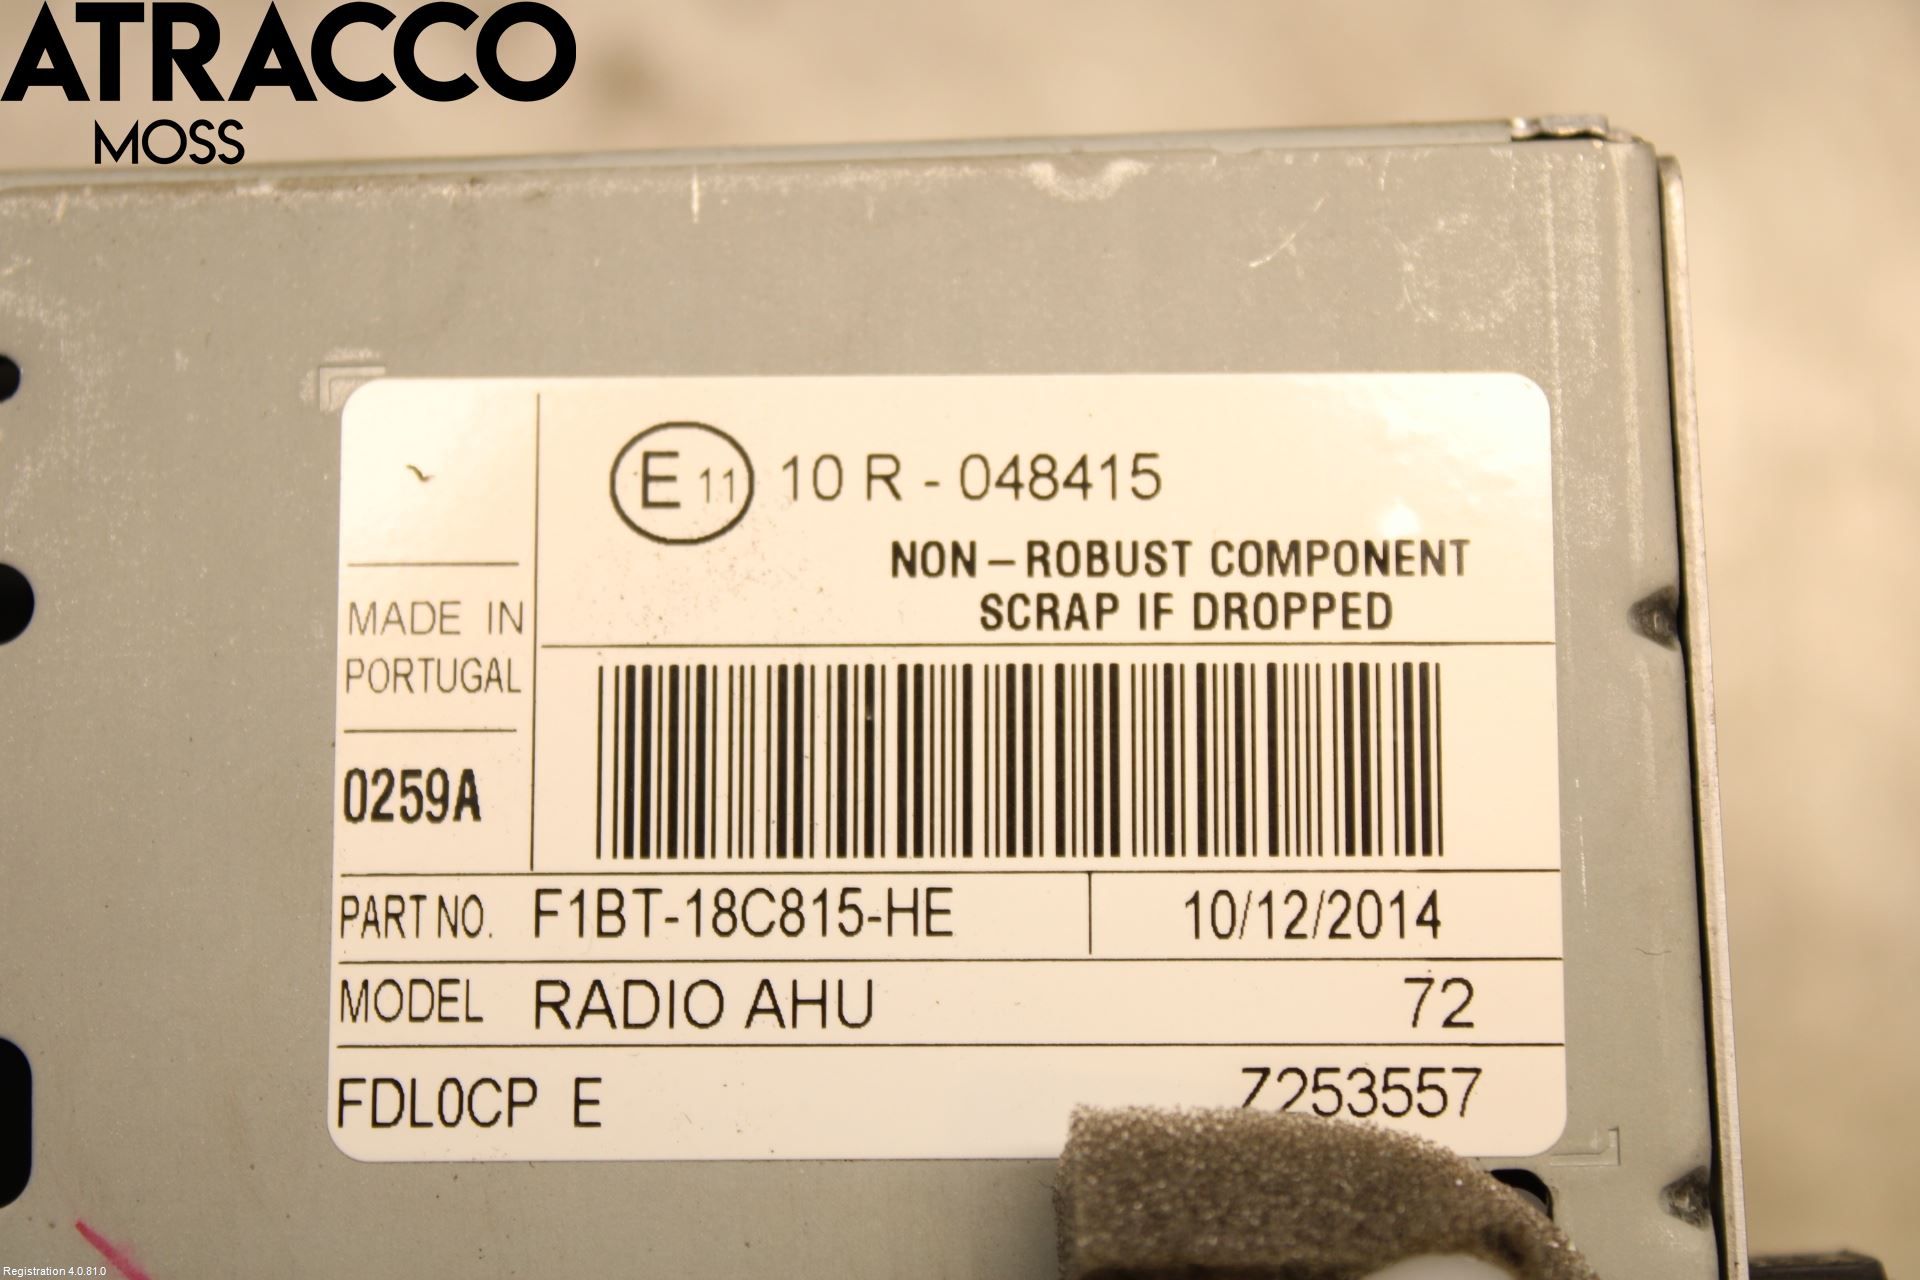 ATRACCO
MOSS
E 11 10 R - 048415
NON-ROBUST COMPONENT
SCRAP IF DROPPED
MADE IN
PORTUGAL
0259A
PART NO. F1BT-18C815-HE 10/12/2014
MODEL RADIO AHU 72
FDL0CP E Z253557
Registration 4.0.81.0